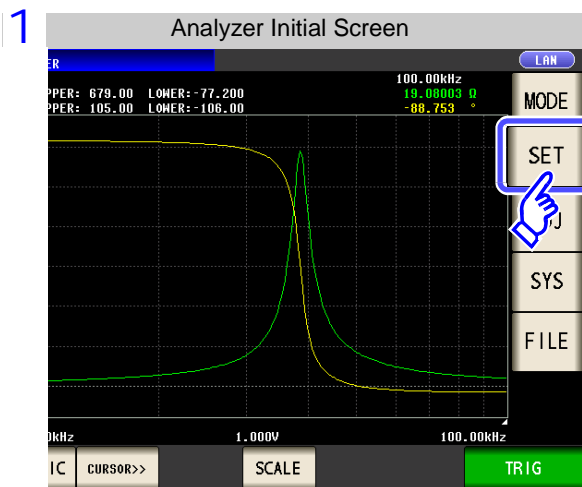 1
Analyzer Initial Screen
ER
LAN
100.00kHz
PPER: 679.00 LOWER:-77.200 19.08003 Ω
PPER: 105.00 LOWER:-106.00 -88.753 °
MODE
SET
J
SYS
FILE
0kHz 1.000V 100.00kHz
IC CURSOR>> SCALE TRIG